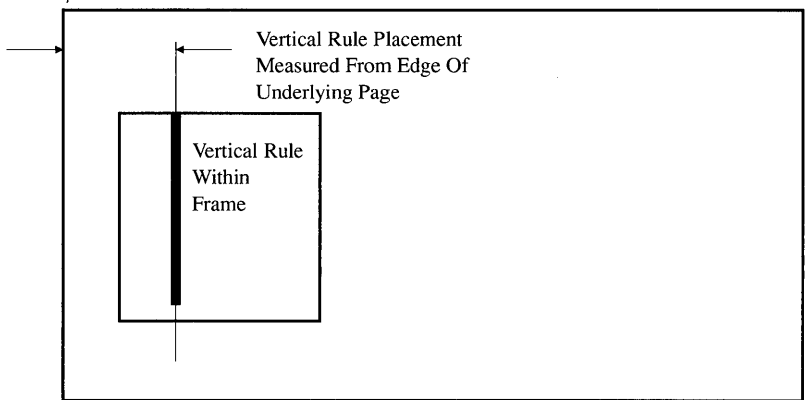 Vertical Rule Placement
Measured From Edge Of
Underlying Page
Vertical Rule
Within
Frame